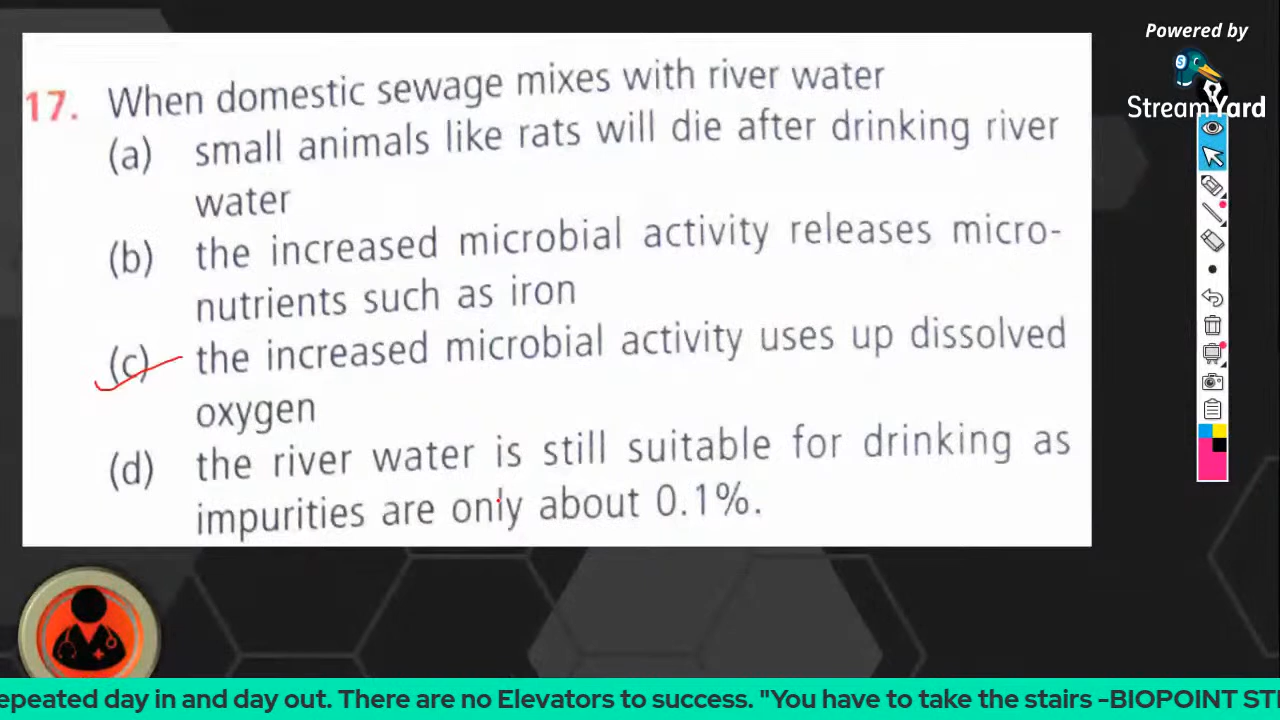 Powered by
StreamYard
17. When domestic sewage mixes with river water
(a) small animals like rats will die after drinking river
water
(b) the increased microbial activity releases micro-
nutrients such as iron
(c) the increased microbial activity uses up dissolved
oxygen
(d) the river water is still suitable for drinking as
impurities are only about 0.1%.
epeated day in and day out. There are no Elevators to success. "You have to take the stairs -BIOPOINT ST